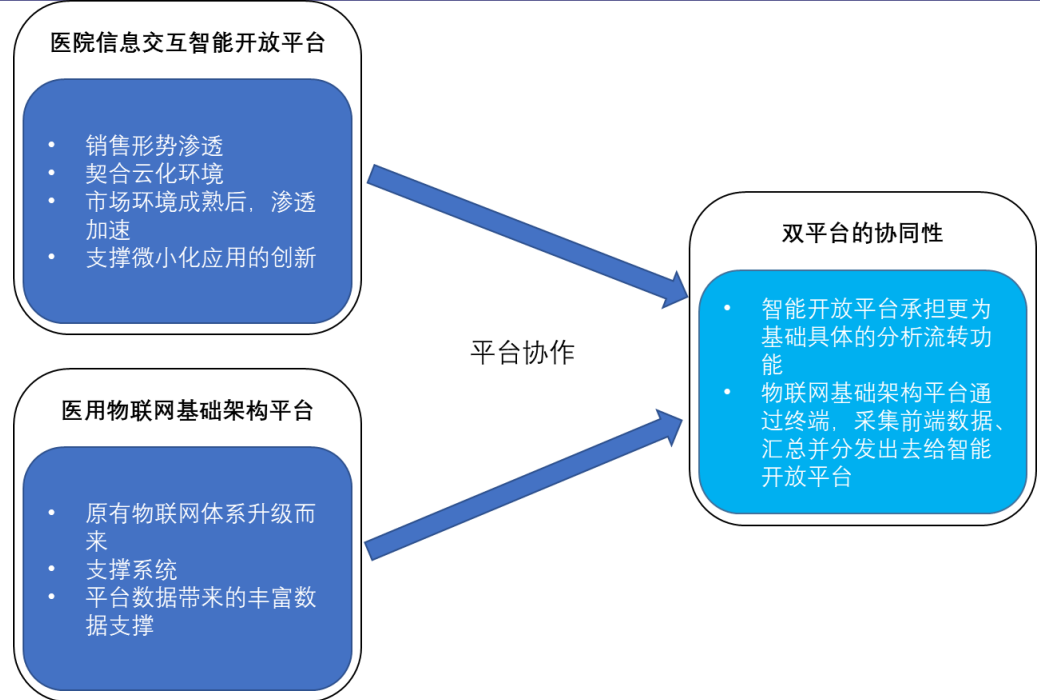 医院信息交互智能开放平台
• 销售形势渗透
• 契合云化环境
• 市场环境成熟后，渗透
加速
• 支撑微小化应用的创新
医用物联网基础架构平台
• 原有物联网体系升级而
来
• 支撑系统
• 平台数据带来的丰富数
据支撑
平台协作
双平台的协同性
• 智能开放平台承担更为
基础具体的分析流转功
能
• 物联网基础架构平台通
过终端，采集前端数据、
汇总并分发出去给智能
开放平台